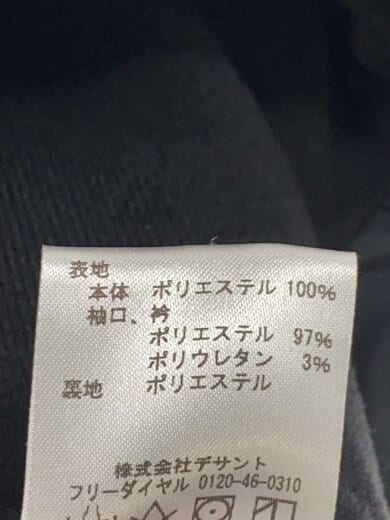 表地
本体 ポリエステル 100%
袖口、衿
ポリエステル 97%
ポリウレタン 3%
裏地 ポリエステル
株式会社デサント
フリーダイヤル 0120-46-0310